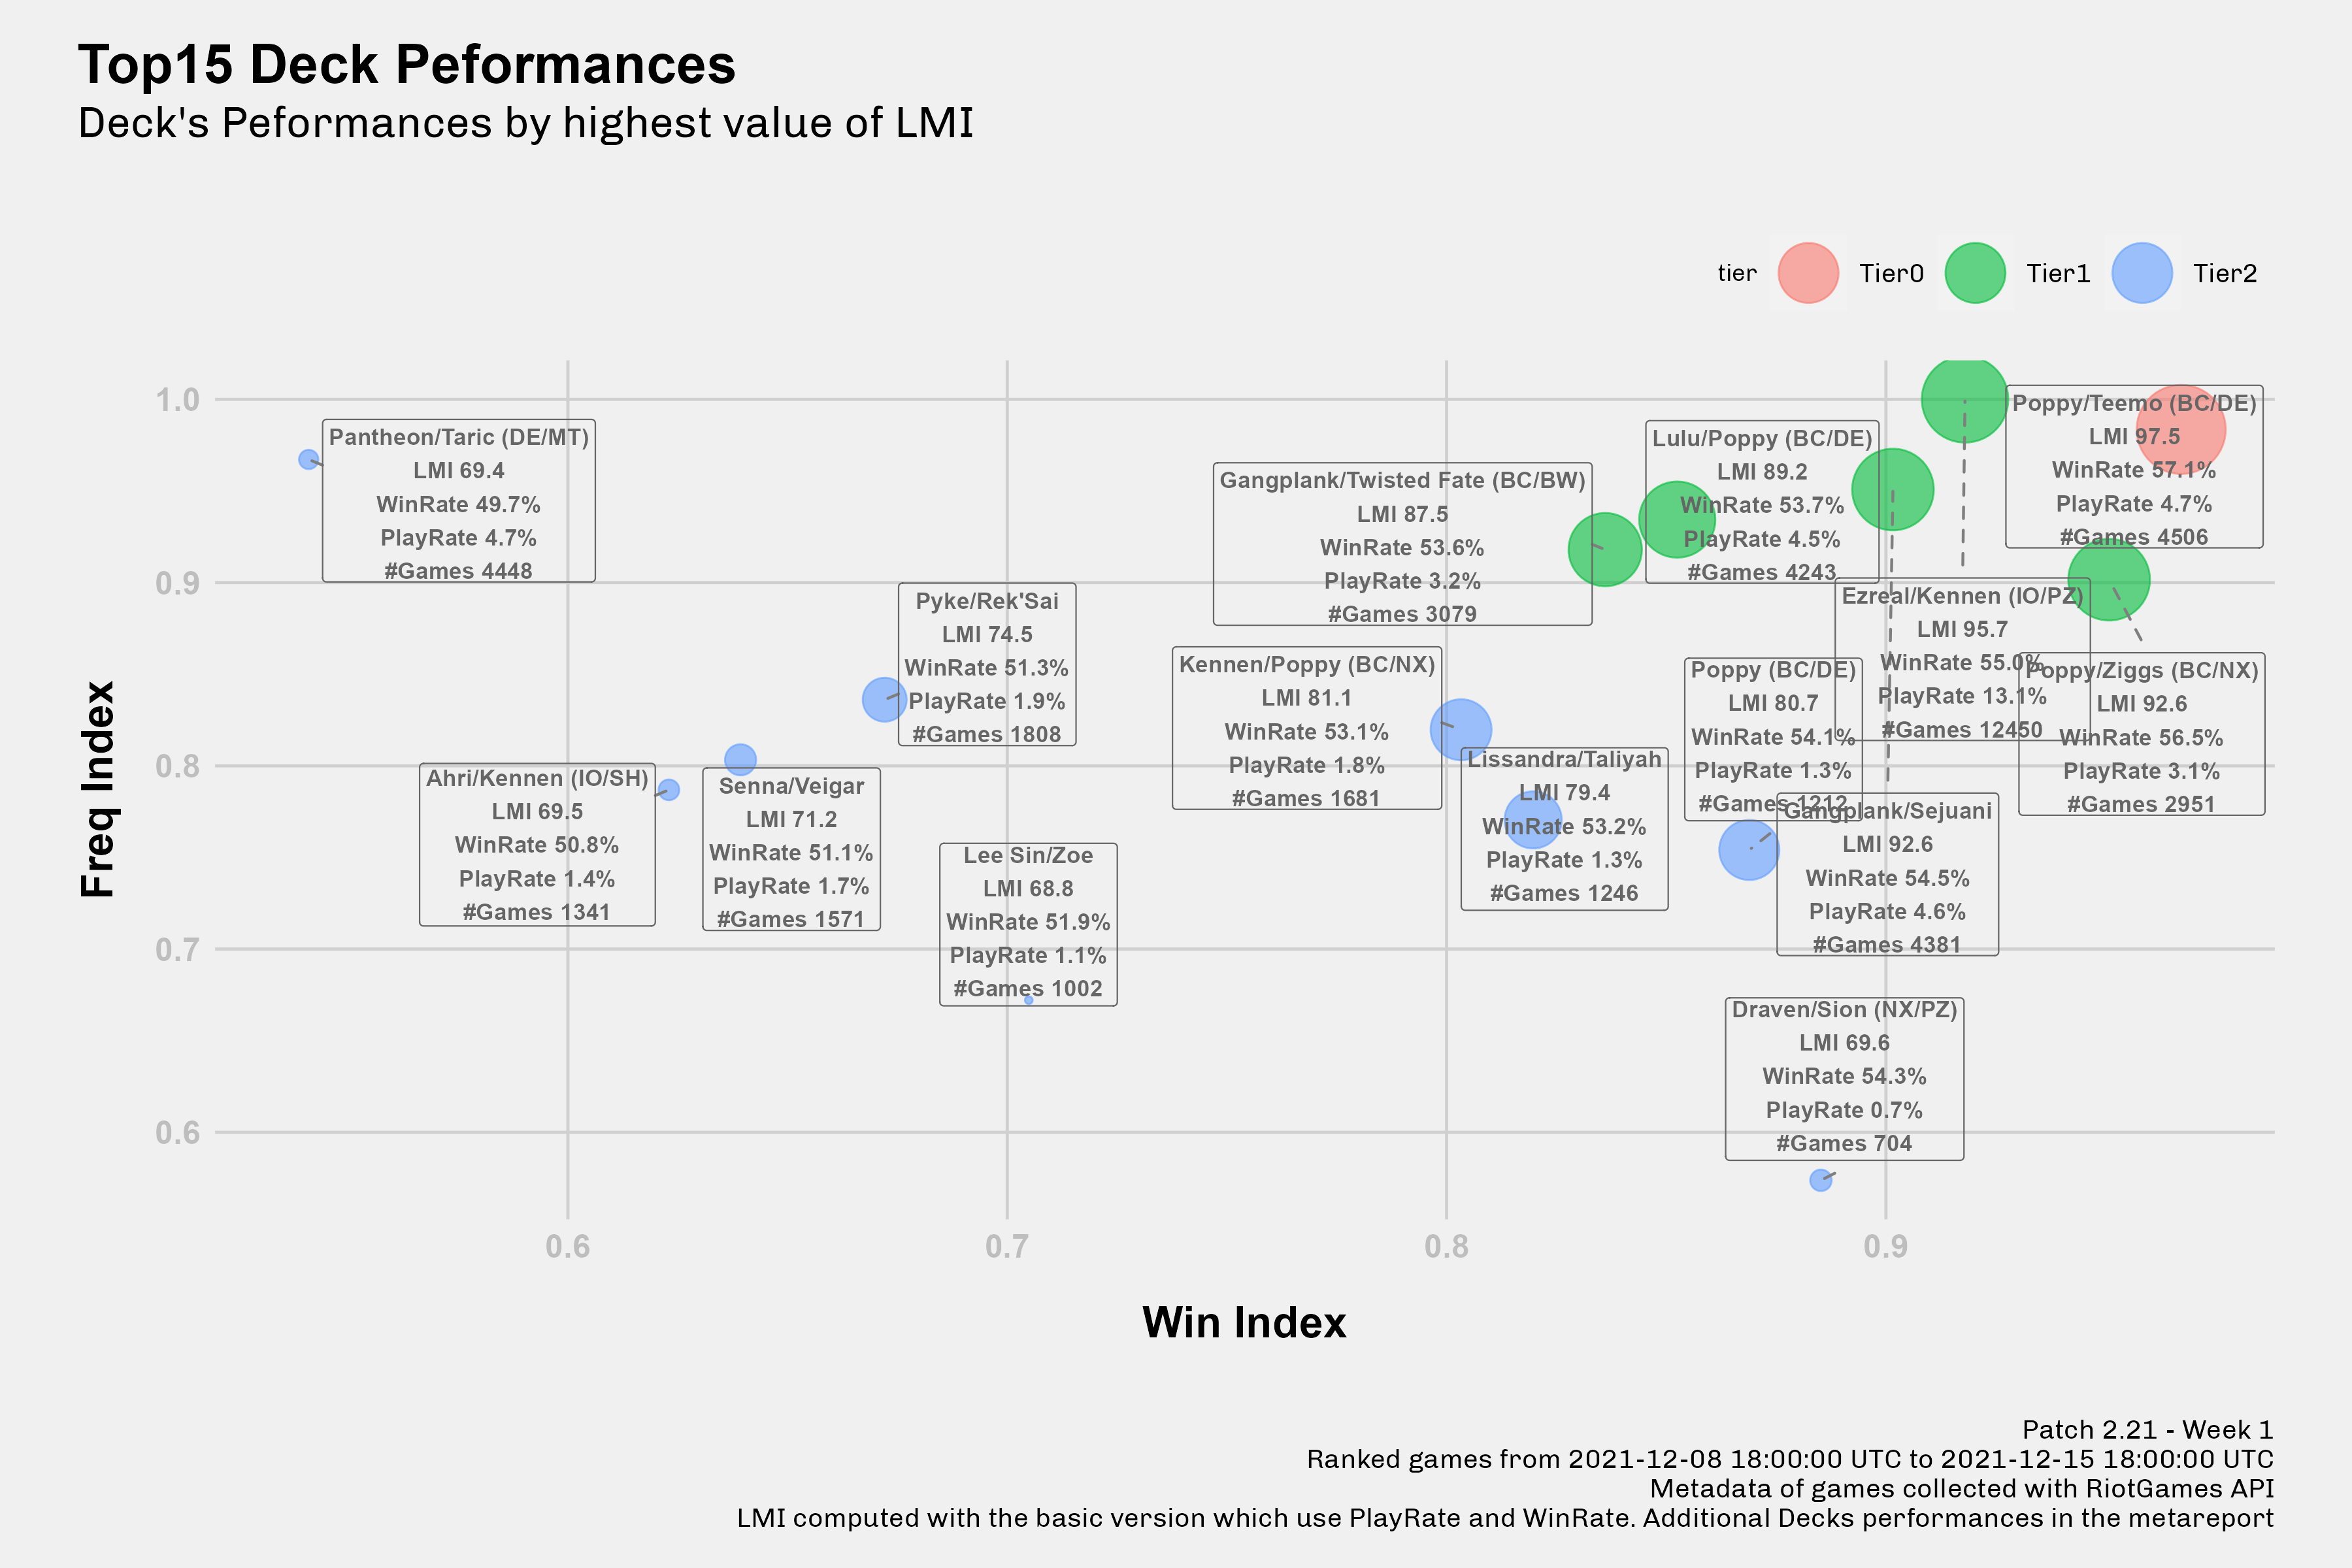 Top15 Deck Peformances
Deck's Peformances by highest value of LMI
tier Tier0 Tier1 Tier2
1.0
0.9
0.8
0.7
0.6
Freq Index
Pantheon/Taric (DE/MT)
LMI 69.4
WinRate 49.7%
PlayRate 4.7%
#Games 4448
Poppy/Teemo (BC/DE)
LMI 97.5
WinRate 57.1%
PlayRate 4.7%
#Games 4506
Lulu/Poppy (BC/DE)
LMI 89.2
WinRate 53.7%
PlayRate 4.5%
#Games 4243
Gangplank/Twisted Fate (BC/BW)
LMI 87.5
WinRate 53.6%
PlayRate 3.2%
#Games 3079
Ezreal/Kennen (IO/PZ)
LMI 95.7
WinRate 55.0%
PlayRate 13.1%
#Games 12450
Pyke/Rek'Sai
LMI 74.5
WinRate 51.3%
PlayRate 1.9%
#Games 1808
Kennen/Poppy (BC/NX)
LMI 81.1
WinRate 53.1%
PlayRate 1.8%
#Games 1681
Poppy (BC/DE)
LMI 80.7
WinRate 54.1%
PlayRate 1.3%
#Games 1212
Poppy/Ziggs (BC/NX)
LMI 92.6
WinRate 56.5%
PlayRate 3.1%
#Games 2951
Lissandra/Taliyah
LMI 79.4
WinRate 53.2%
PlayRate 1.3%
#Games 1246
Ahri/Kennen (IO/SH)
LMI 69.5
WinRate 50.8%
PlayRate 1.4%
#Games 1341
Senna/Veigar
LMI 71.2
WinRate 51.1%
PlayRate 1.7%
#Games 1571
Gangplank/Sejuani
LMI 92.6
WinRate 54.5%
PlayRate 4.6%
#Games 4381
Lee Sin/Zoe
LMI 68.8
WinRate 51.9%
PlayRate 1.1%
#Games 1002
Draven/Sion (NX/PZ)
LMI 69.6
WinRate 54.3%
PlayRate 0.7%
#Games 704
0.6 0.7 0.8 0.9
Win Index
Patch 2.21 - Week 1
Ranked games from 2021-12-08 18:00:00 UTC to 2021-12-15 18:00:00 UTC
Metadata of games collected with RiotGames API
LMI computed with the basic version which use PlayRate and WinRate. Additional Decks performances in the metareport